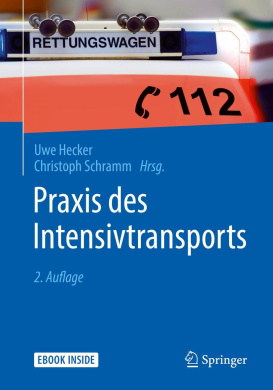 RETTUNGSWAGEN
112
Uwe Hecker
Christoph Schramm Hrsg.
Praxis des
Intensivtransports
2. Auflage
EBOOK INSIDE
Springer